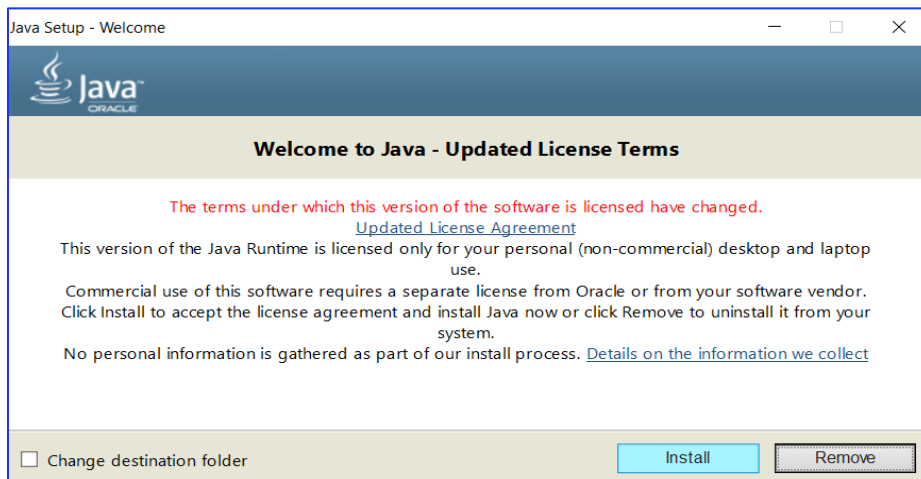 Java Setup - Welcome
Java™
ORACLE
Welcome to Java - Updated License Terms
The terms under which this version of the software is licensed have changed.
Updated License Agreement
This version of the Java Runtime is licensed only for your personal (non-commercial) desktop and laptop
use.
Commercial use of this software requires a separate license from Oracle or from your software vendor.
Click Install to accept the license agreement and install Java now or click Remove to uninstall it from your
system.
No personal information is gathered as part of our install process. Details on the information we collect
Change destination folder
Install
Remove